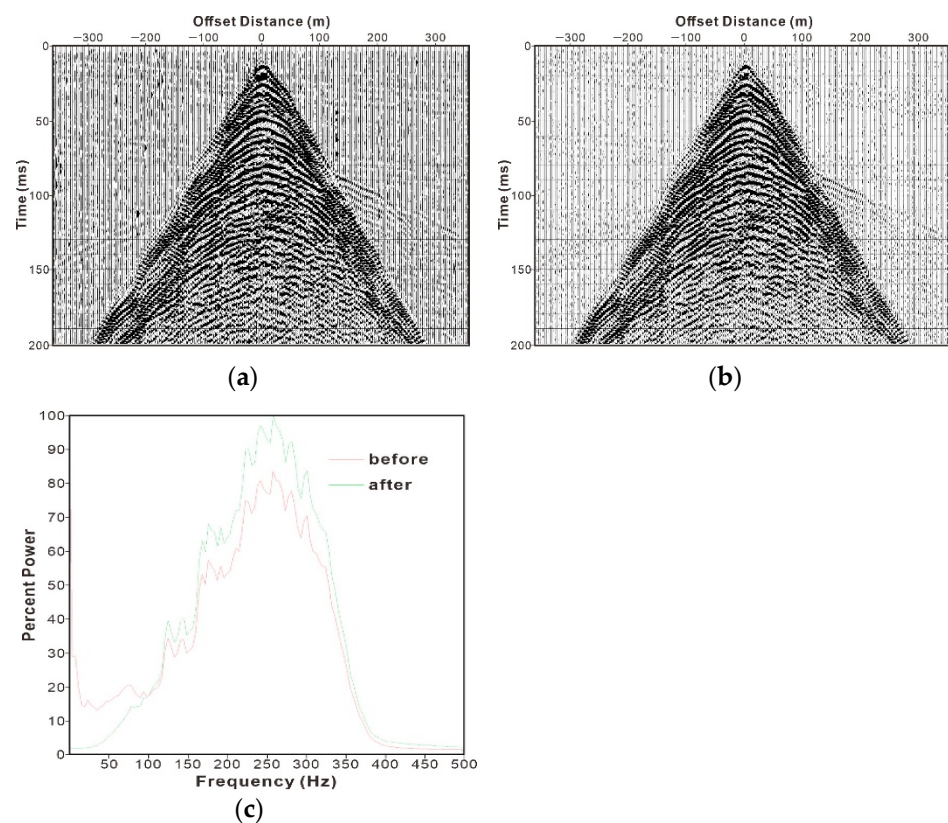 Offset Distance (m)
−300 −200 −100 0 100 200 300
0
50
100
150
200
Time (ms)
(a)
Offset Distance (m)
−300 −200 −100 0 100 200 300
0
50
100
150
200
Time (ms)
(b)
100
90
80
70
60
50
40
30
20
10
0
Percent Power
before
after
50 100 150 200 250 300 350 400 450 500
Frequency (Hz)
(c)